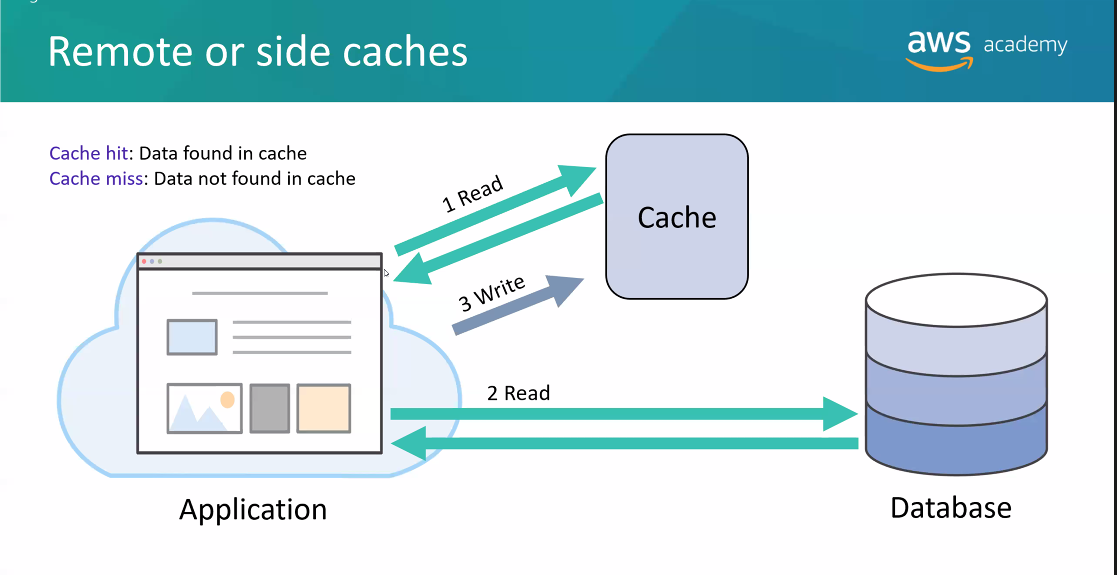 Remote or side caches
aws academy
Cache hit: Data found in cache
Cache miss: Data not found in cache
1 Read
Cache
3 Write
2 Read
Application
Database